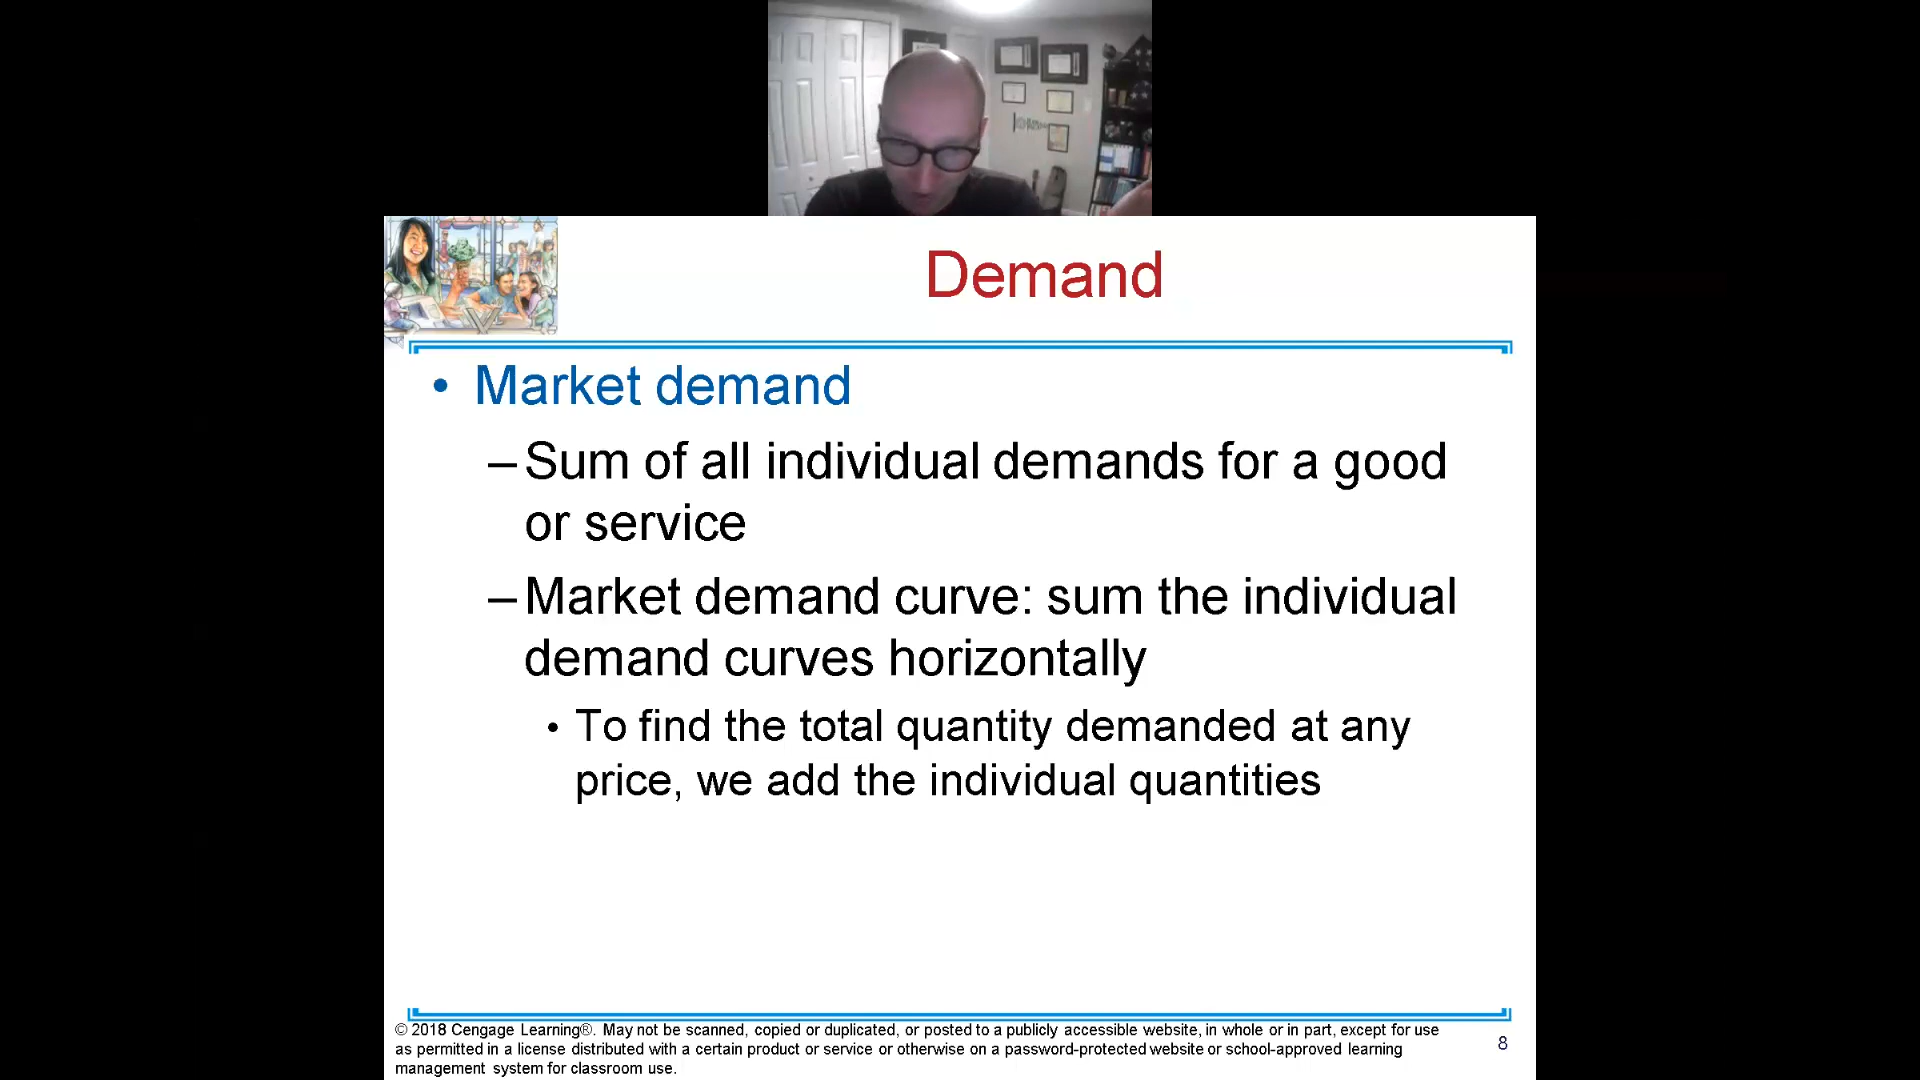 Demand
• Market demand
– Sum of all individual demands for a good
or service
– Market demand curve: sum the individual
demand curves horizontally
• To find the total quantity demanded at any
price, we add the individual quantities
© 2018 Cengage Learning®. May not be scanned, copied or duplicated, or posted to a publicly accessible website, in whole or in part, except for use
as permitted in a license distributed with a certain product or service or otherwise on a password-protected website or school-approved learning
management system for classroom use.
8